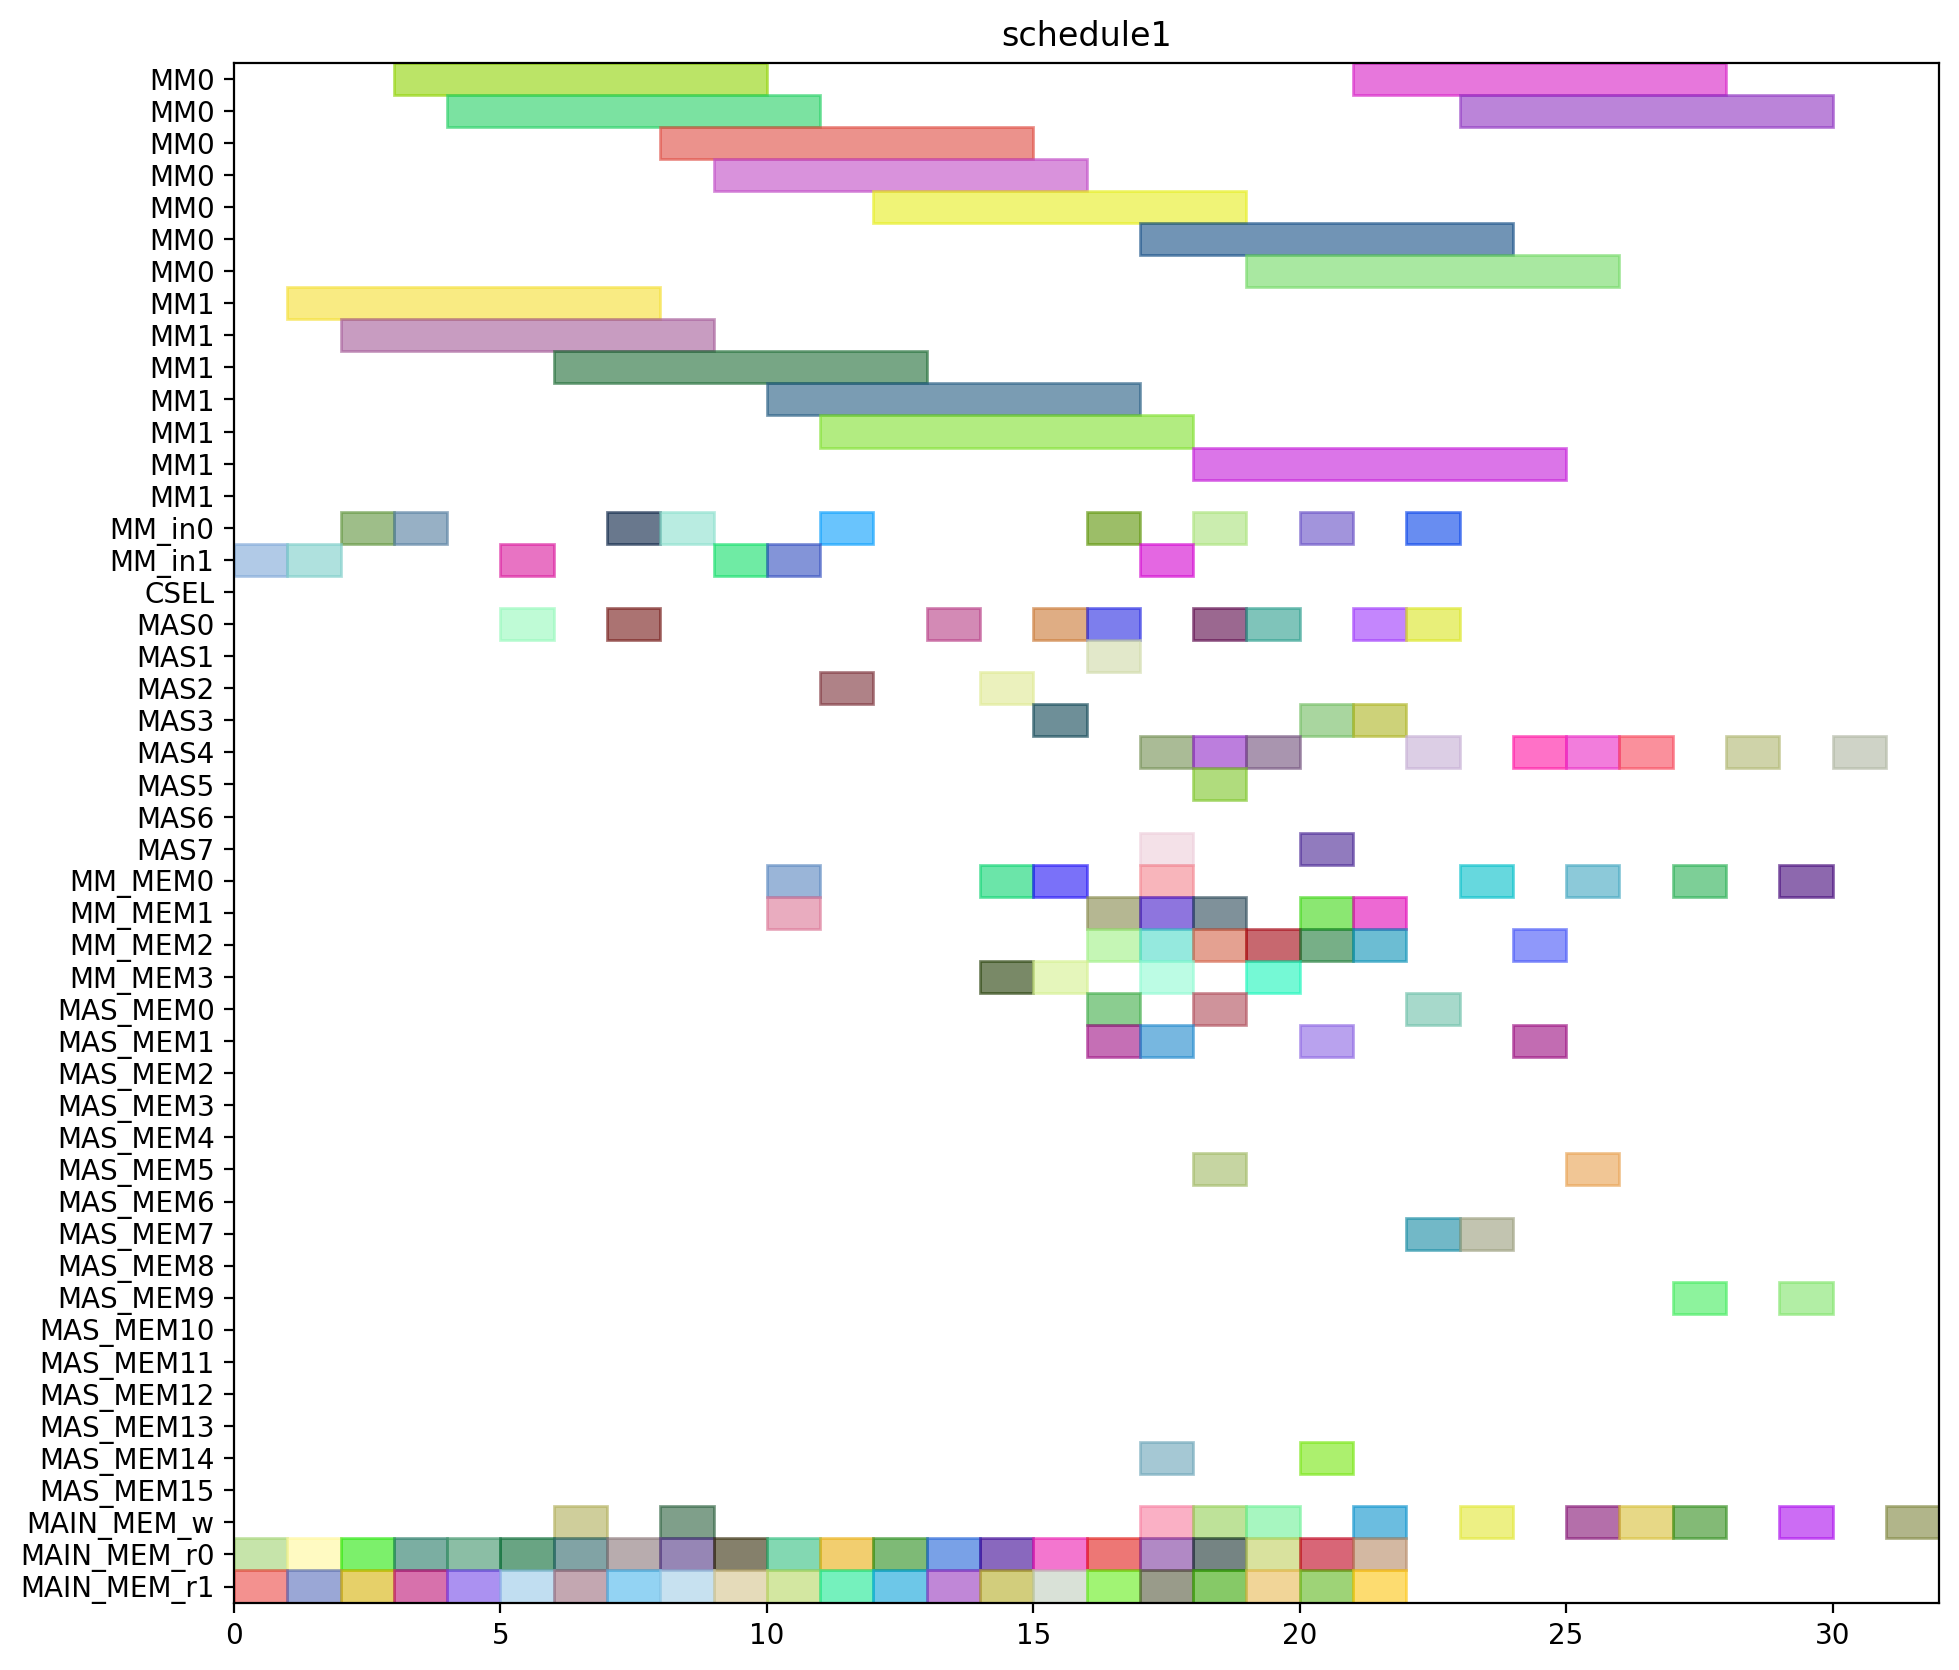 schedule1
MM0
MM0
MM0
MM0
MM0
MM0
MM0
MM1
MM1
MM1
MM1
MM1
MM1
MM1
MM_in0
MM_in1
CSEL
MAS0
MAS1
MAS2
MAS3
MAS4
MAS5
MAS6
MAS7
MM_MEM0
MM_MEM1
MM_MEM2
MM_MEM3
MAS_MEM0
MAS_MEM1
MAS_MEM2
MAS_MEM3
MAS_MEM4
MAS_MEM5
MAS_MEM6
MAS_MEM7
MAS_MEM8
MAS_MEM9
MAS_MEM10
MAS_MEM11
MAS_MEM12
MAS_MEM13
MAS_MEM14
MAS_MEM15
MAIN_MEM_w
MAIN_MEM_r0
MAIN_MEM_r1
0 5 10 15 20 25 30